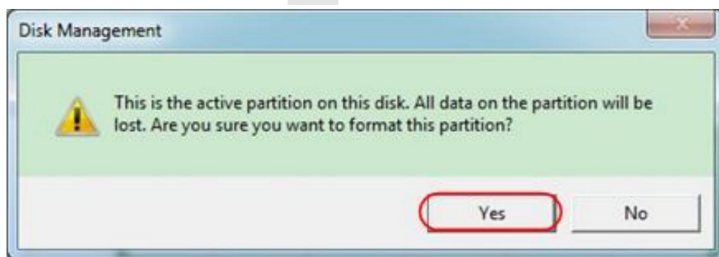 Disk Management
This is the active partition on this disk. All data on the partition will be
lost. Are you sure you want to format this partition?
Yes No